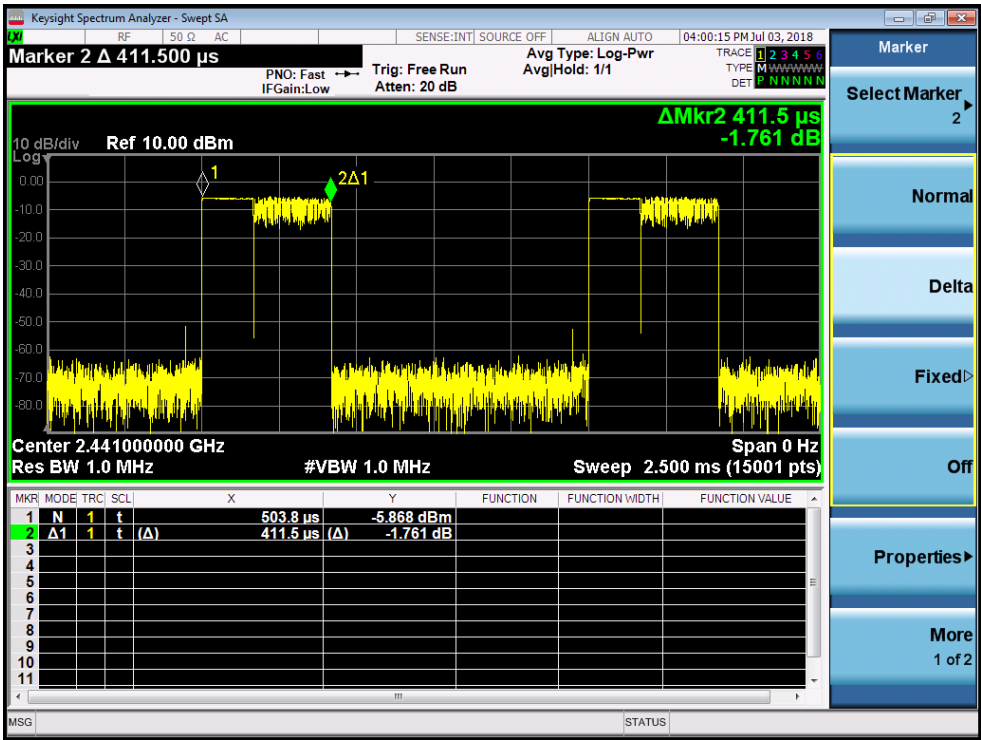 Keysight Spectrum Analyzer - Swept SA
LXI RF 50 Ω AC SENSE:INT SOURCE OFF ALIGN AUTO 04:00:15 PM Jul 03, 2018
Marker 2 Δ 411.500 µs
PNO: Fast
IFGain:Low
Trig: Free Run
Atten: 20 dB
Avg Type: Log-Pwr
Avg|Hold: 1/1
TRACE 1 2 3 4 5 6
TYPE M W W W W W
DET P N N N N N
ΔMkr2 411.5 µs
-1.761 dB
10 dB/div Ref 10.00 dBm
Log
0.00
-10.0
-20.0
-30.0
-40.0
-50.0
-60.0
-70.0
-80.0
1
2Δ1
Center 2.441000000 GHz Span 0 Hz
Res BW 1.0 MHz #VBW 1.0 MHz Sweep 2.500 ms (15001 pts)
MKR MODE TRC SCL X Y FUNCTION FUNCTION WIDTH FUNCTION VALUE
1 N 1 t 503.8 µs -5.868 dBm
2 Δ1 1 t (Δ) 411.5 µs (Δ) -1.761 dB
3
4
5
6
7
8
9
10
11
MSG STATUS
Marker
Select Marker
2
Normal
Delta
Fixed
Off
Properties
More
1 of 2